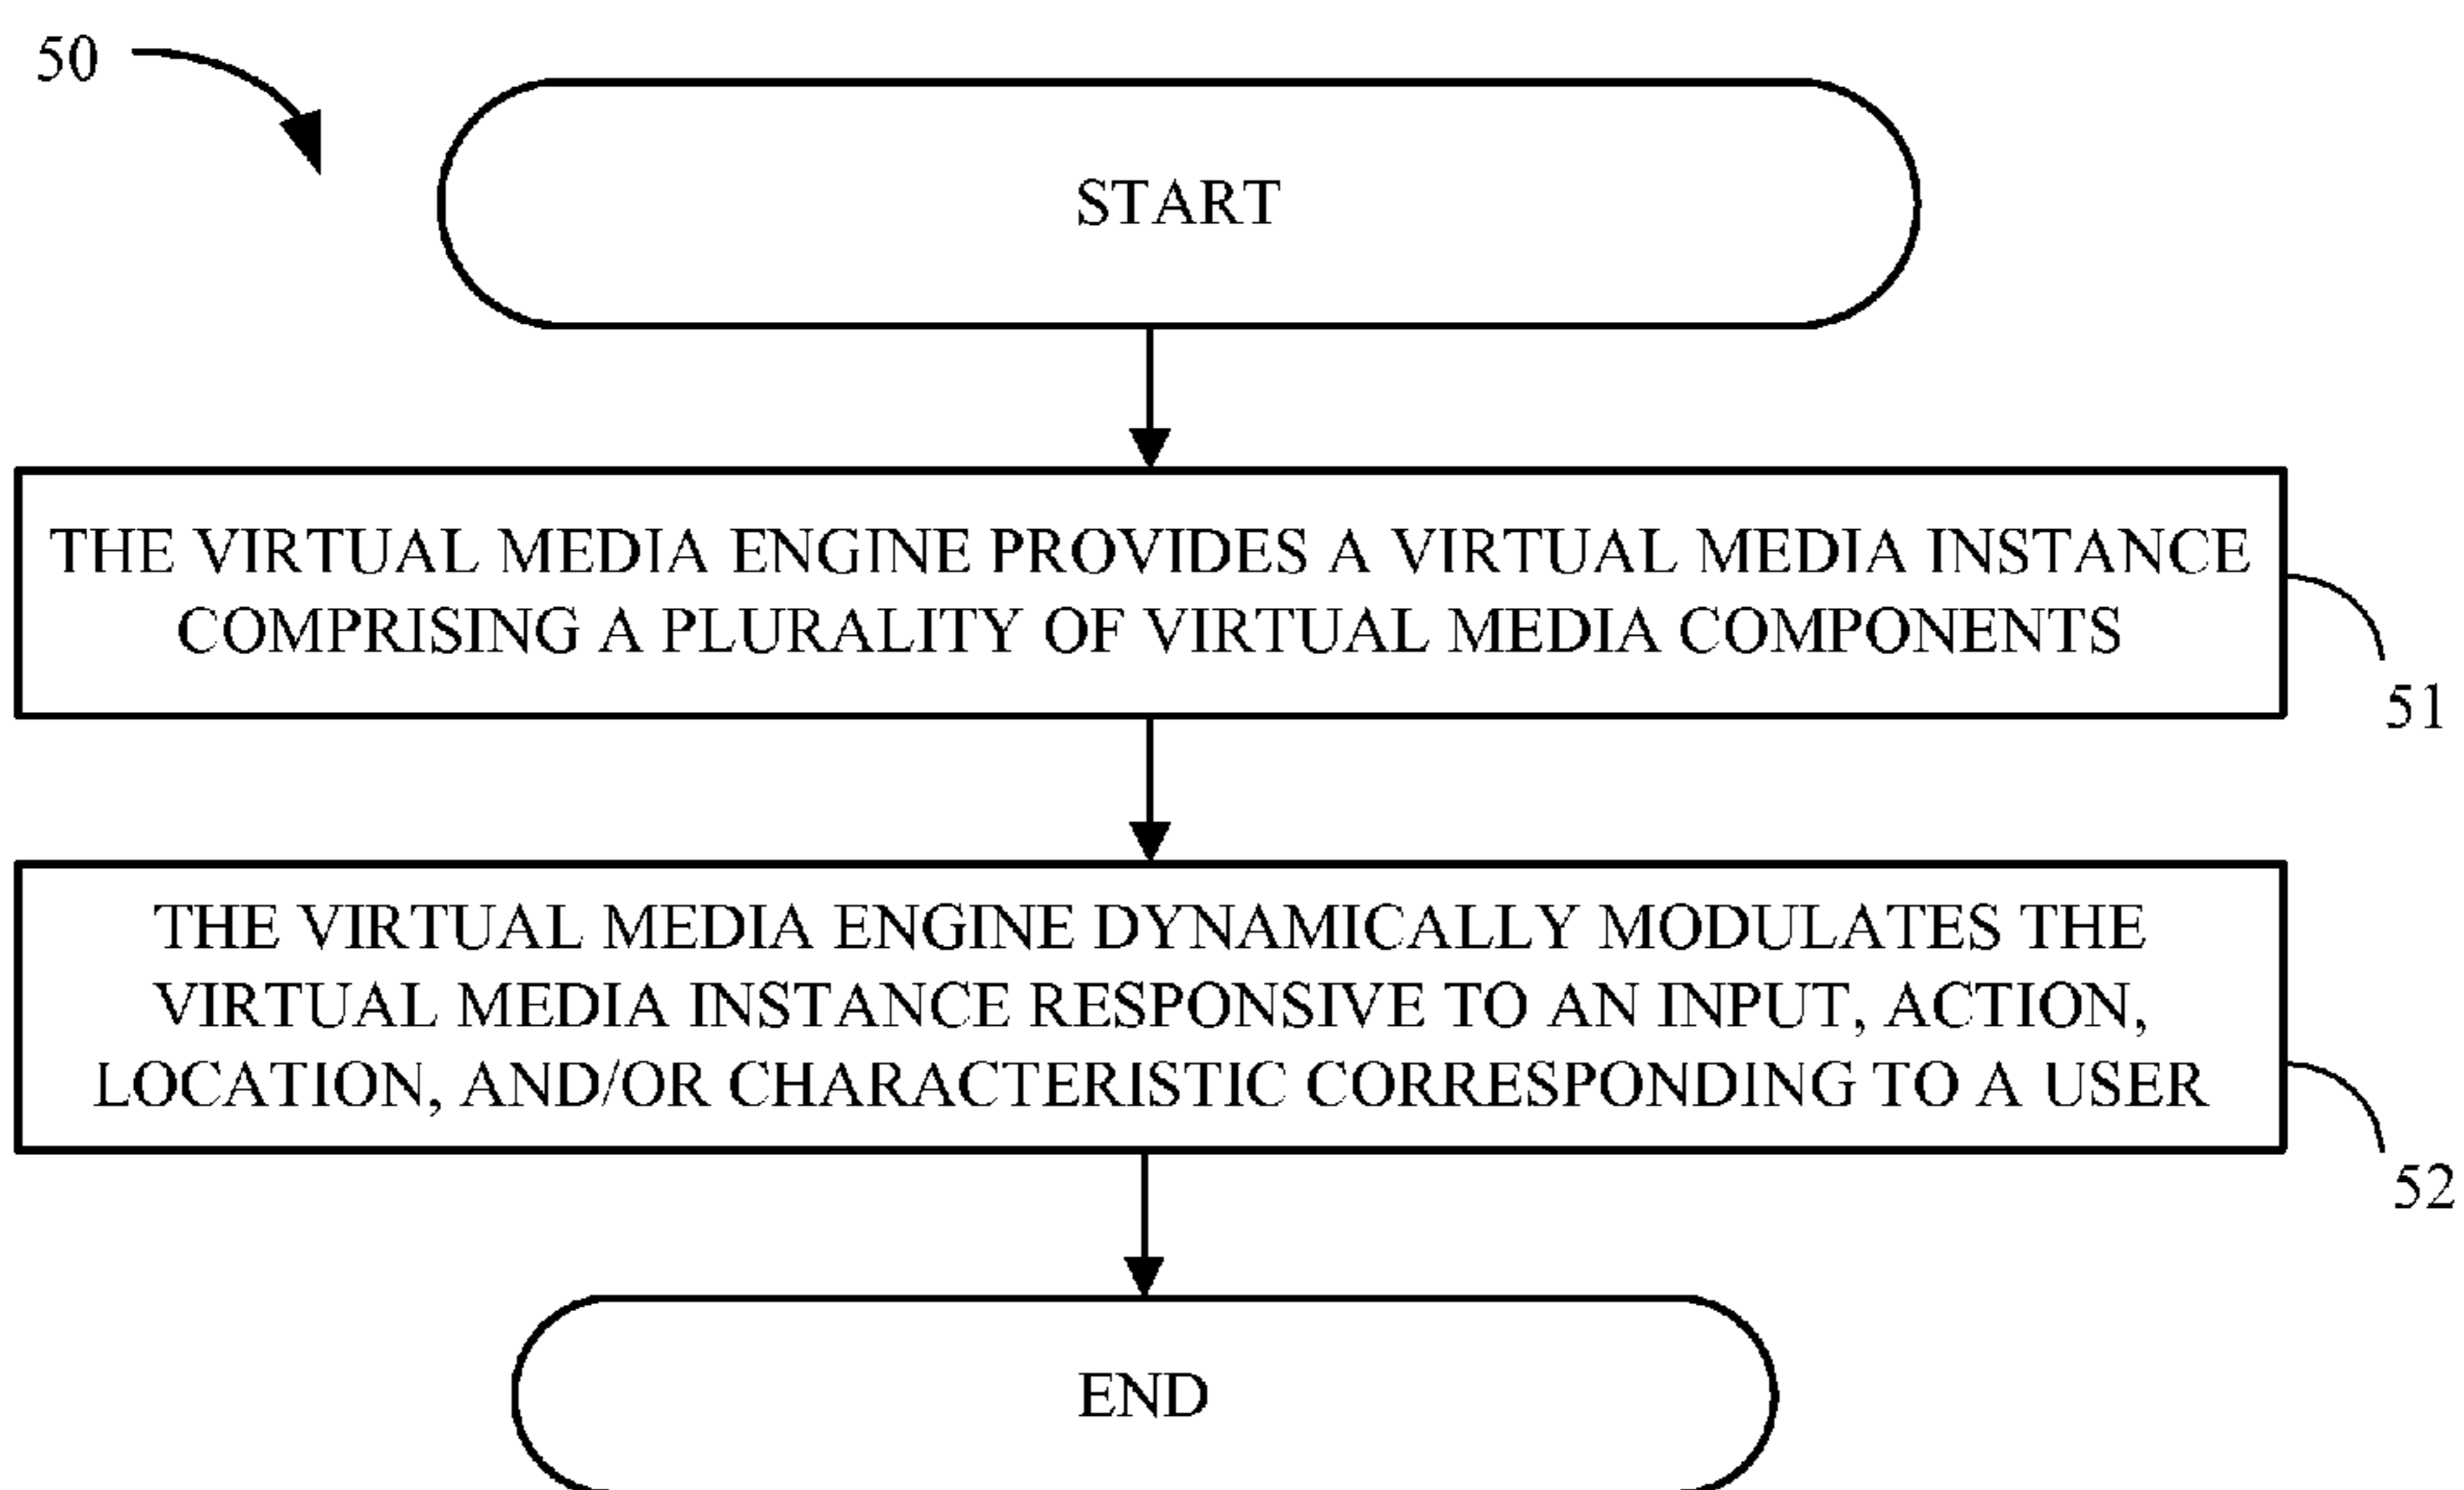 50
START
THE VIRTUAL MEDIA ENGINE PROVIDES A VIRTUAL MEDIA INSTANCE
COMPRISING A PLURALITY OF VIRTUAL MEDIA COMPONENTS
51
THE VIRTUAL MEDIA ENGINE DYNAMICALLY MODULATES THE
VIRTUAL MEDIA INSTANCE RESPONSIVE TO AN INPUT, ACTION,
LOCATION, AND/OR CHARACTERISTIC CORRESPONDING TO A USER
52
END